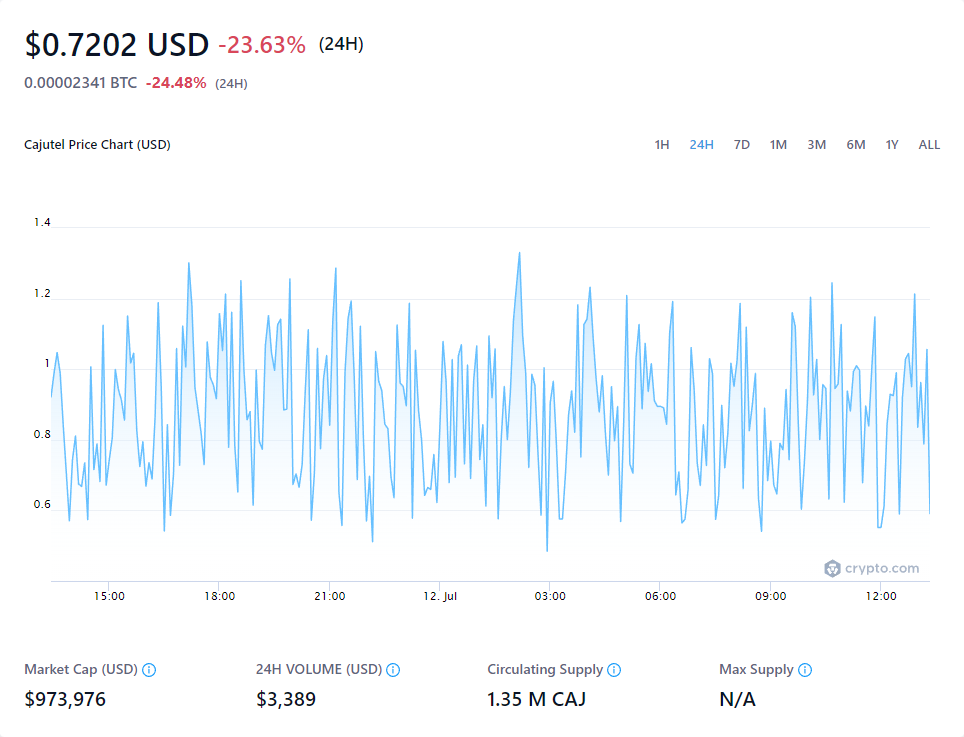 $0.7202 USD -23.63% (24H)
0.00002341 BTC -24.48% (24H)
Cajutel Price Chart (USD) 1H 24H 7D 1M 3M 6M 1Y ALL
1.4
1.2
1
0.8
0.6
crypto.com
15:00 18:00 21:00 12. Jul 03:00 06:00 09:00 12:00
Market Cap (USD) 24H VOLUME (USD) Circulating Supply Max Supply
$973,976 $3,389 1.35 M CAJ N/A